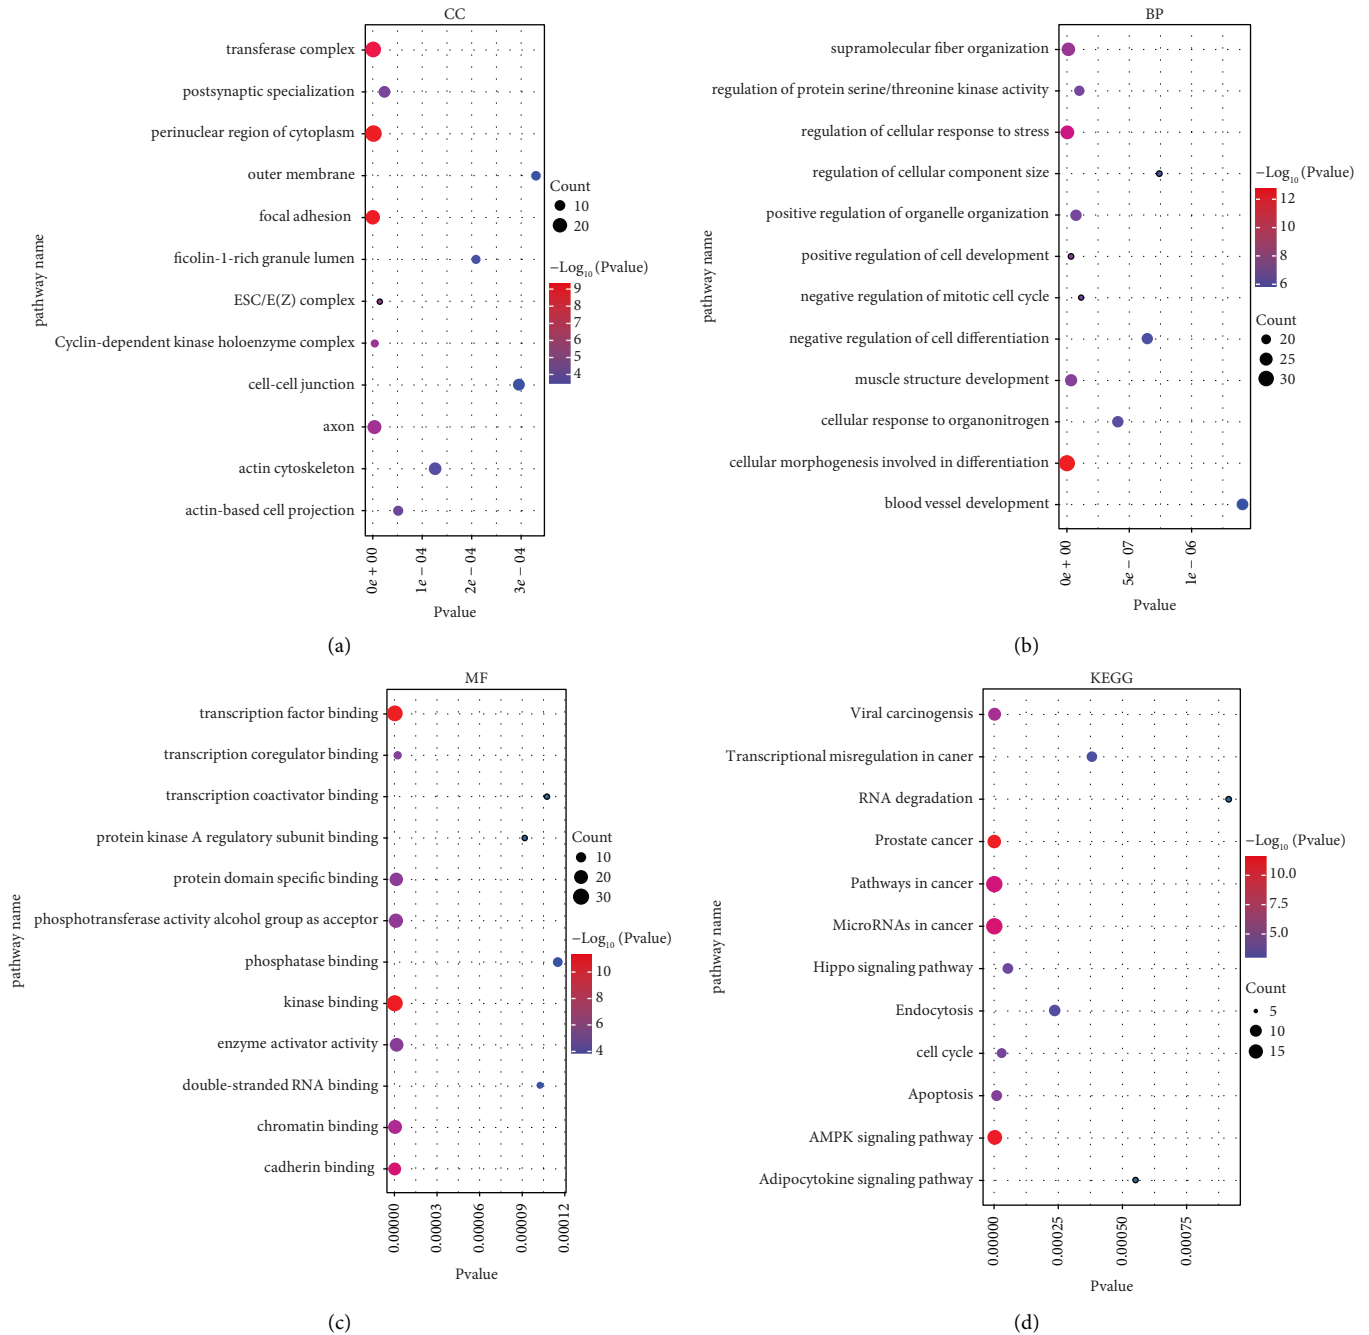 CC
pathway name
transferase complex
postsynaptic specialization
perinuclear region of cytoplasm
outer membrane
focal adhesion
ficolin-1-rich granule lumen
ESC/E(Z) complex
Cyclin-dependent kinase holoenzyme complex
cell-cell junction
axon
actin cytoskeleton
actin-based cell projection
0e + 00
1e − 04
2e − 04
3e − 04
Pvalue
Count
10
20
−Log10 (Pvalue)
9
8
7
6
5
4
(a)
BP
pathway name
supramolecular fiber organization
regulation of protein serine/threonine kinase activity
regulation of cellular response to stress
regulation of cellular component size
positive regulation of organelle organization
positive regulation of cell development
negative regulation of mitotic cell cycle
negative regulation of cell differentiation
muscle structure development
cellular response to organonitrogen
cellular morphogenesis involved in differentiation
blood vessel development
0e + 00
5e − 07
1e − 06
Pvalue
−Log10 (Pvalue)
12
10
8
6
Count
20
25
30
(b)
MF
pathway name
transcription factor binding
transcription coregulator binding
transcription coactivator binding
protein kinase A regulatory subunit binding
protein domain specific binding
phosphotransferase activity alcohol group as acceptor
phosphatase binding
kinase binding
enzyme activator activity
double-stranded RNA binding
chromatin binding
cadherin binding
0.00000
0.00003
0.00006
0.00009
0.00012
Pvalue
Count
10
20
30
−Log10 (Pvalue)
10
8
6
4
(c)
KEGG
pathway name
Viral carcinogensis
Transcriptional misregulation in caner
RNA degradation
Prostate cancer
Pathways in cancer
MicroRNAs in cancer
Hippo signaling pathway
Endocytosis
cell cycle
Apoptosis
AMPK signaling pathway
Adipocytokine signaling pathway
0.00000
0.00025
0.00050
0.00075
Pvalue
−Log10 (Pvalue)
10.0
7.5
5.0
Count
5
10
15
(d)